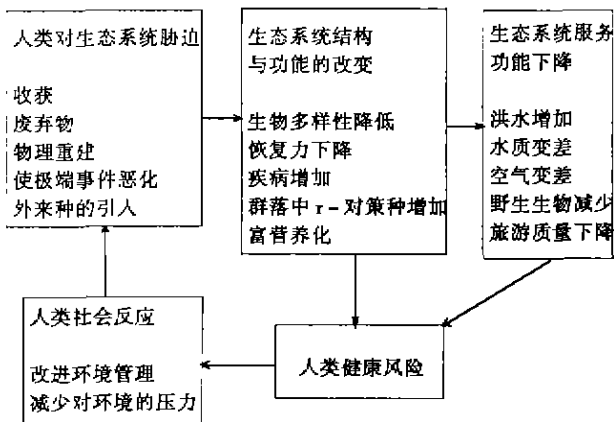 人类对生态系统胁迫
收获
废弃物
物理重建
使极端事件恶化
外来种的引人
生态系统结构
与功能的改变
生物多样性降低
恢复力下降
疾病增加
群落中 r－对策种增加
富营养化
生态系统服务
功能下降
洪水增加
水质变差
空气变差
野生生物减少
旅游质量下降
人类社会反应
改进环境管理
减少对环境的压力
人类健康风险